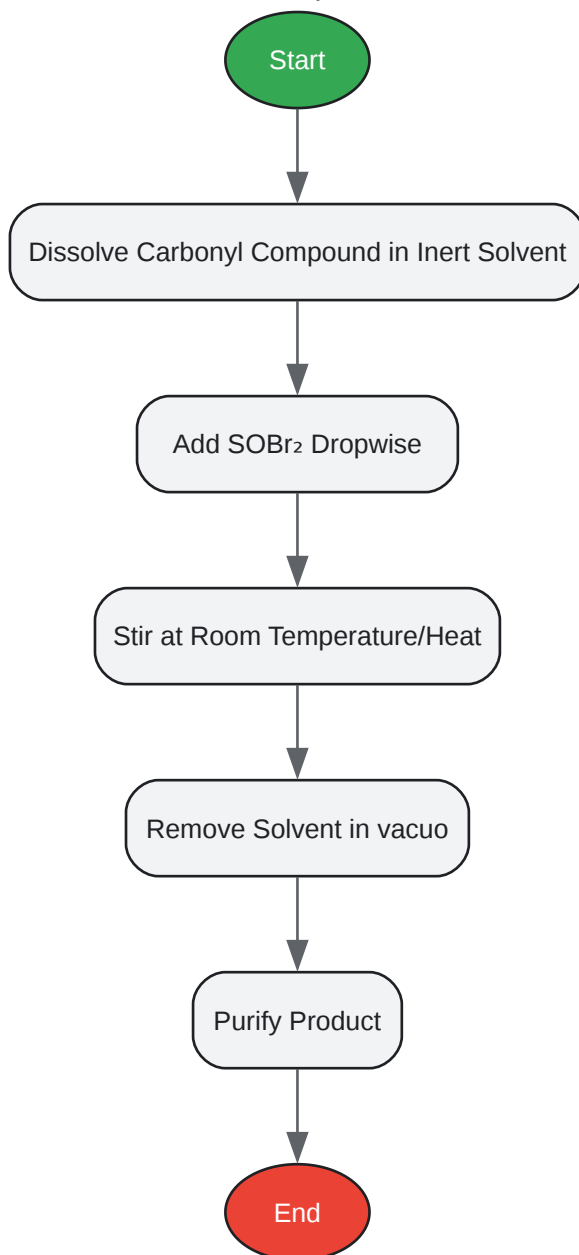 Start
Dissolve Carbonyl Compound in Inert Solvent
Add SOBr₂ Dropwise
Stir at Room Temperature/Heat
Remove Solvent in vacuo
Purify Product
End